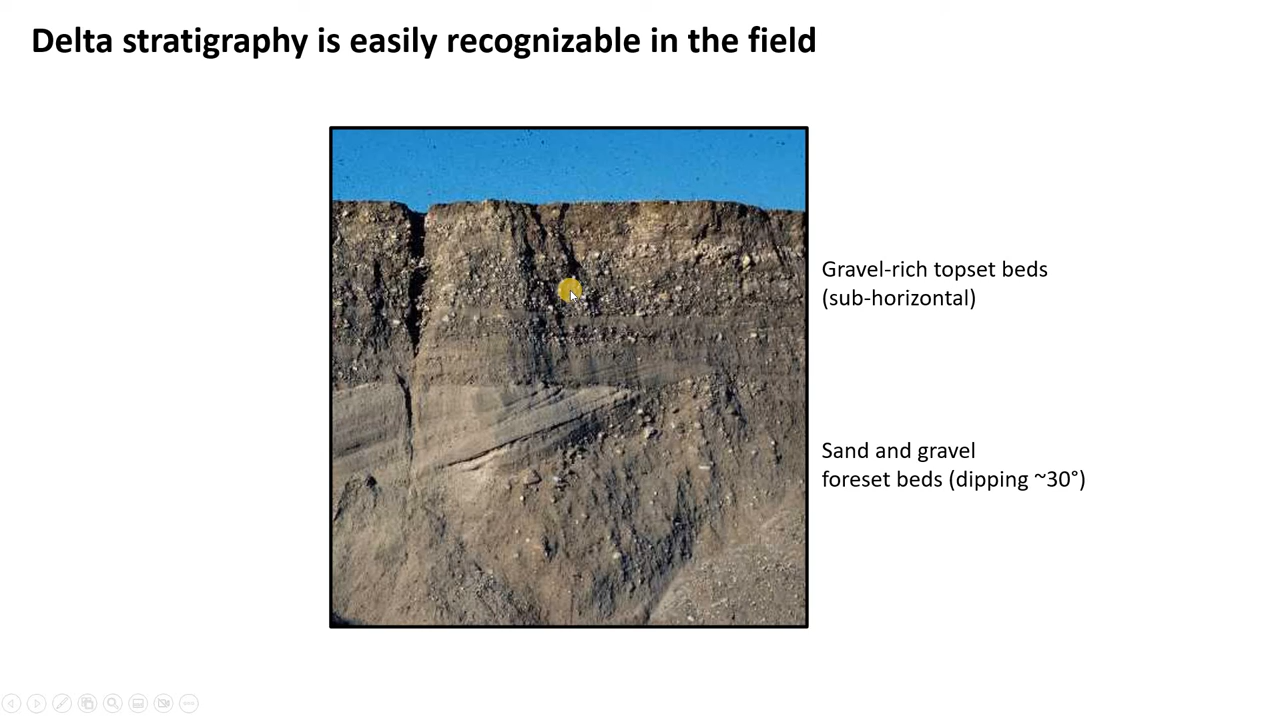 Delta stratigraphy is easily recognizable in the field
Gravel-rich topset beds
(sub-horizontal)
Sand and gravel
foreset beds (dipping ~30°)